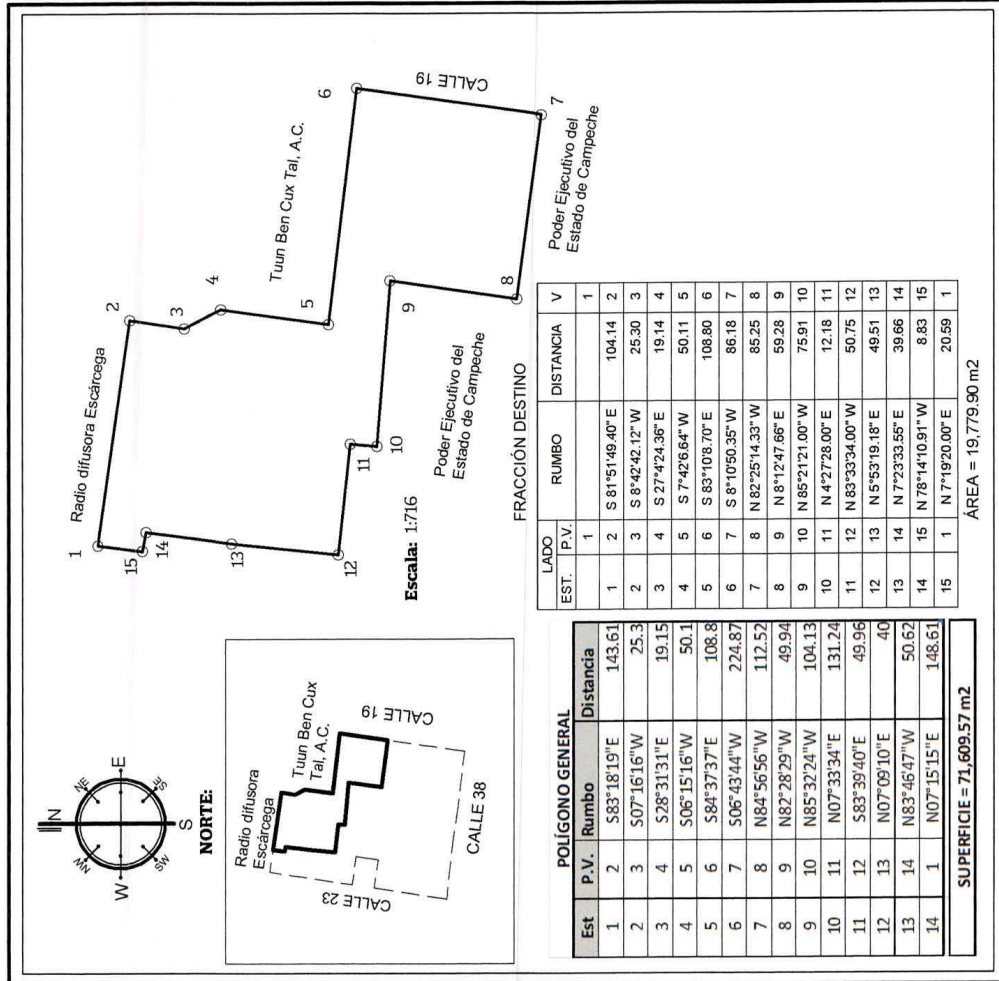 N
NE
E
SE
S
SW
W
NW
NORTE:
Radio difusora
Escárcega
Tuun Ben Cux
Tal, A.C.
CALLE 19
CALLE 23
CALLE 38
1
Radio difusora Escárcega
2
3
4
Tuun Ben Cux Tal, A.C.
5
6
CALLE 19
7
Poder Ejecutivo del
Estado de Campeche
8
9
10
11
Poder Ejecutivo del
Estado de Campeche
12
13
14
15
Escala: 1:716
POLÍGONO GENERAL
Est P.V. Rumbo Distancia
1 2 S83°18'19"E 143.61
2 3 S07°16'16"W 25.3
3 4 S28°31'31"E 19.15
4 5 S06°15'16"W 50.1
5 6 S84°37'37"E 108.8
6 7 S06°43'44"W 224.87
7 8 N84°56'56"W 112.52
8 9 N82°28'29"W 49.94
9 10 N85°32'24"W 104.13
10 11 N07°33'34"E 131.24
11 12 S83°39'40"E 49.96
12 13 N07°09'10"E 40
13 14 N83°46'47"W 50.62
14 1 N07°15'15"E 148.61
SUPERFICIE = 71,609.57 m2
FRACCIÓN DESTINO
LADO RUMBO DISTANCIA V
EST. P.V.
1 1
1 2 S 81°51'49.40" E 104.14 2
2 3 S 8°42'42.12" W 25.30 3
3 4 S 27°4'24.36" E 19.14 4
4 5 S 7°42'6.64" W 50.11 5
5 6 S 83°10'8.70" E 108.80 6
6 7 S 8°10'50.35" W 86.18 7
7 8 N 82°25'14.33" W 85.25 8
8 9 N 8°12'47.66" E 59.28 9
9 10 N 85°21'21.00" W 75.91 10
10 11 N 4°27'28.00" E 12.18 11
11 12 N 83°33'34.00" W 50.75 12
12 13 N 5°53'19.18" E 49.51 13
13 14 N 7°23'33.55" E 39.66 14
14 15 N 78°14'10.91" W 8.83 15
15 1 N 7°19'20.00" E 20.59 1
ÁREA = 19,779.90 m2